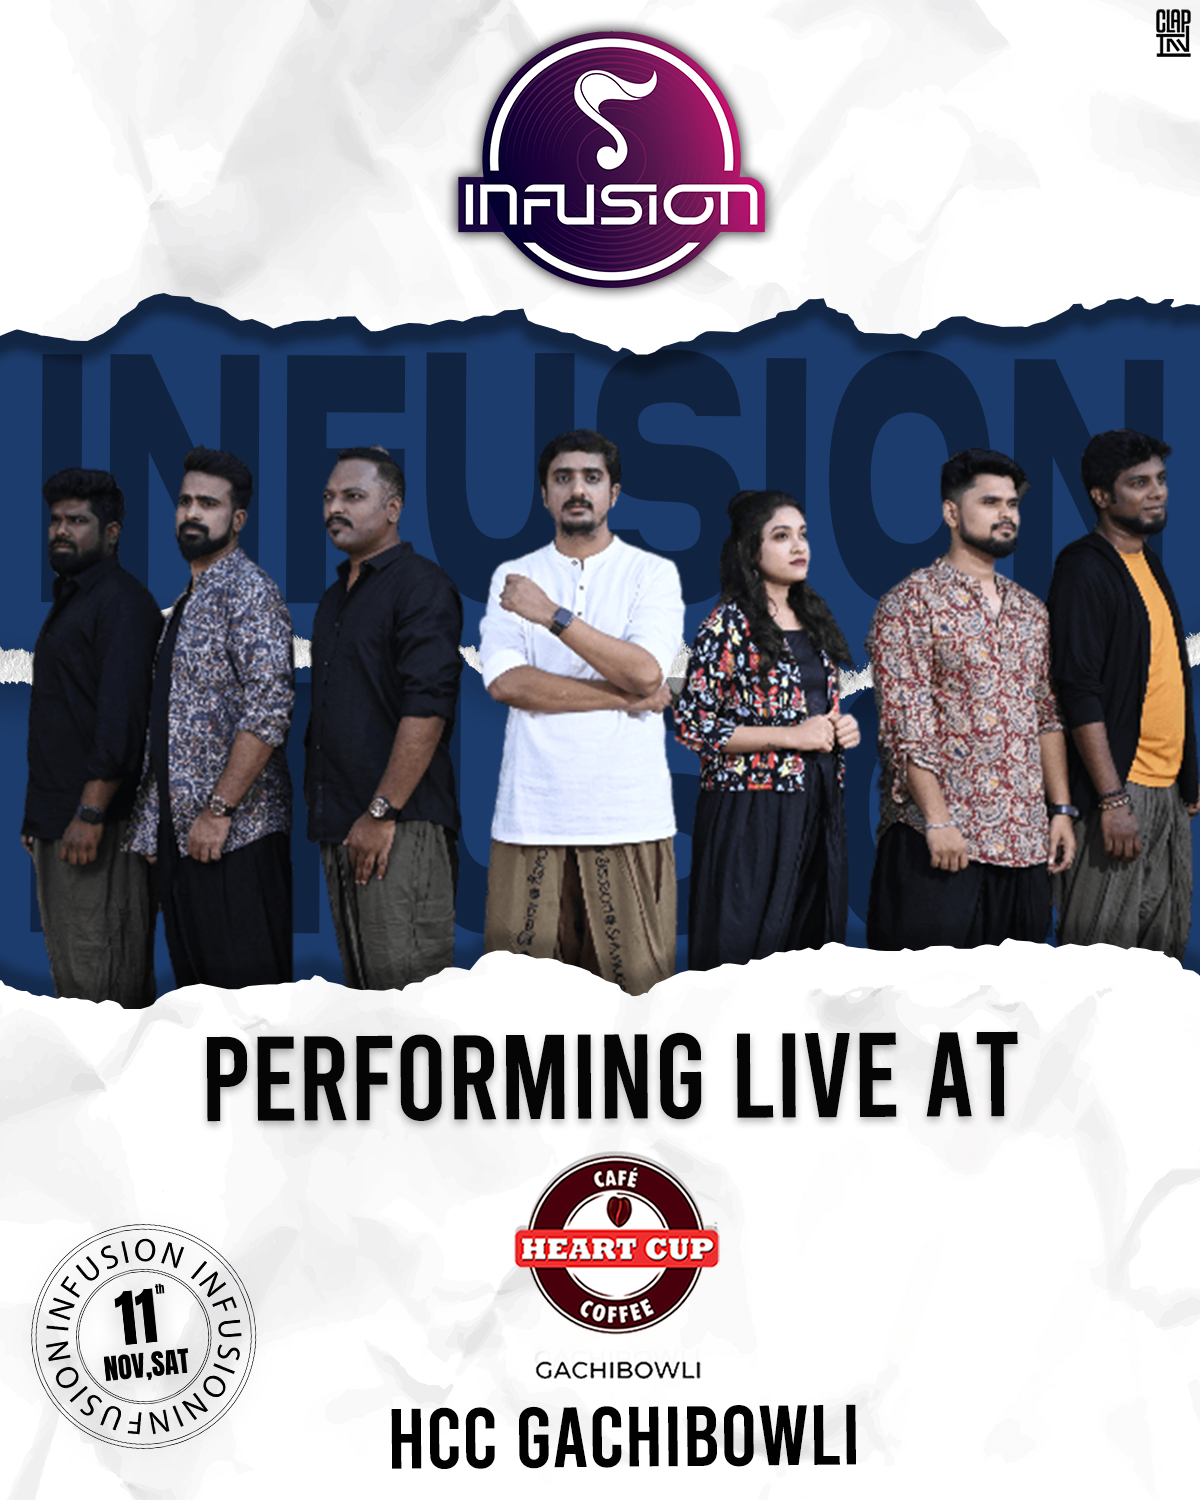 CLAP
INN
INFUSION
INFUSION
PERFORMING LIVE AT
CAFÉ
HEART CUP
COFFEE
GACHIBOWLI
HCC GACHIBOWLI
INFUSION INFUSION INFUSION
11th
NOV,SAT